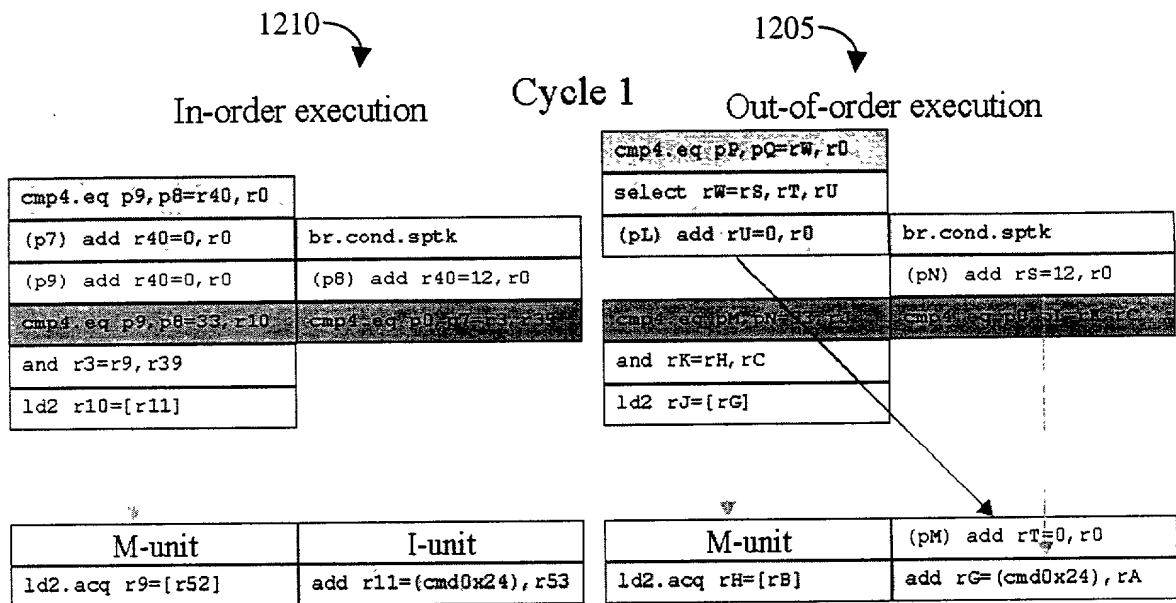 1210
1205
Cycle 1
In-order execution
Out-of-order execution
cmp4.eq p9,p8=r40,r0
(p7) add r40=0,r0
br.cond.sptk
(p9) add r40=0,r0
(p8) add r40=12,r0
cmp4.eq p9,p8=33,r10
and r3=r9,r39
ld2 r10=[r11]
M-unit
I-unit
ld2.acq r9=[r52]
add r11=(cmd0x24),r53
cmp4.eq pP,pQ=rW,r0
select rW=rS,rT,rU
(pL) add rU=0,r0
br.cond.sptk
(pN) add rS=12,r0
and rK=rH,rC
ld2 rJ=[rG]
M-unit
(pM) add rT=0,r0
ld2.acq rH=[rB]
add rG=(cmd0x24),rA